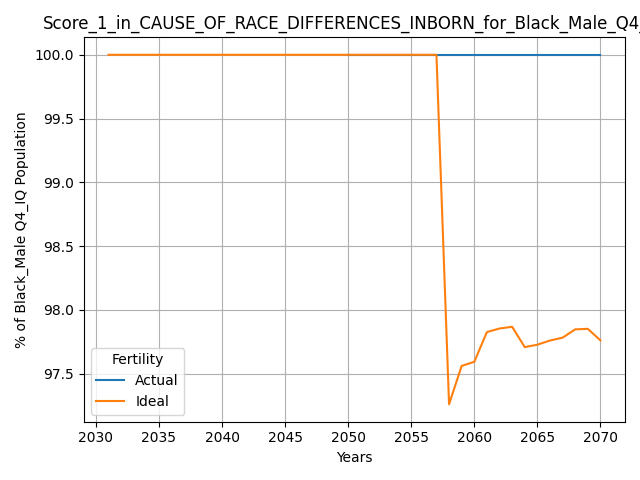 Score_1_in_CAUSE_OF_RACE_DIFFERENCES_INBORN_for_Black_Male_Q4_
% of Black_Male Q4_IQ Population
100.0
99.5
99.0
98.5
98.0
97.5
Fertility
Actual
Ideal
2030 2035 2040 2045 2050 2055 2060 2065 2070
Years